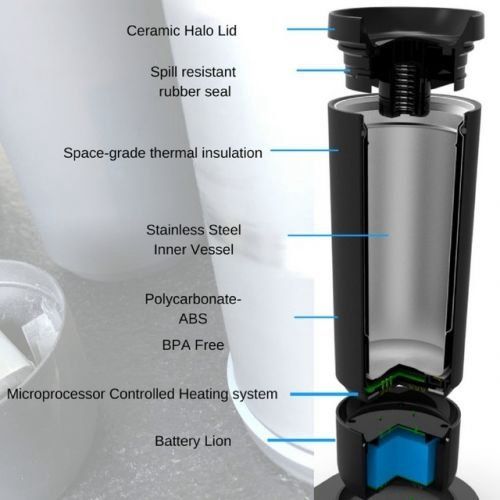 Ceramic Halo Lid
Spill resistant
rubber seal
Space-grade thermal insulation
Stainless Steel
Inner Vessel
Polycarbonate-
ABS
BPA Free
Microprocessor Controlled Heating system
Battery Lion